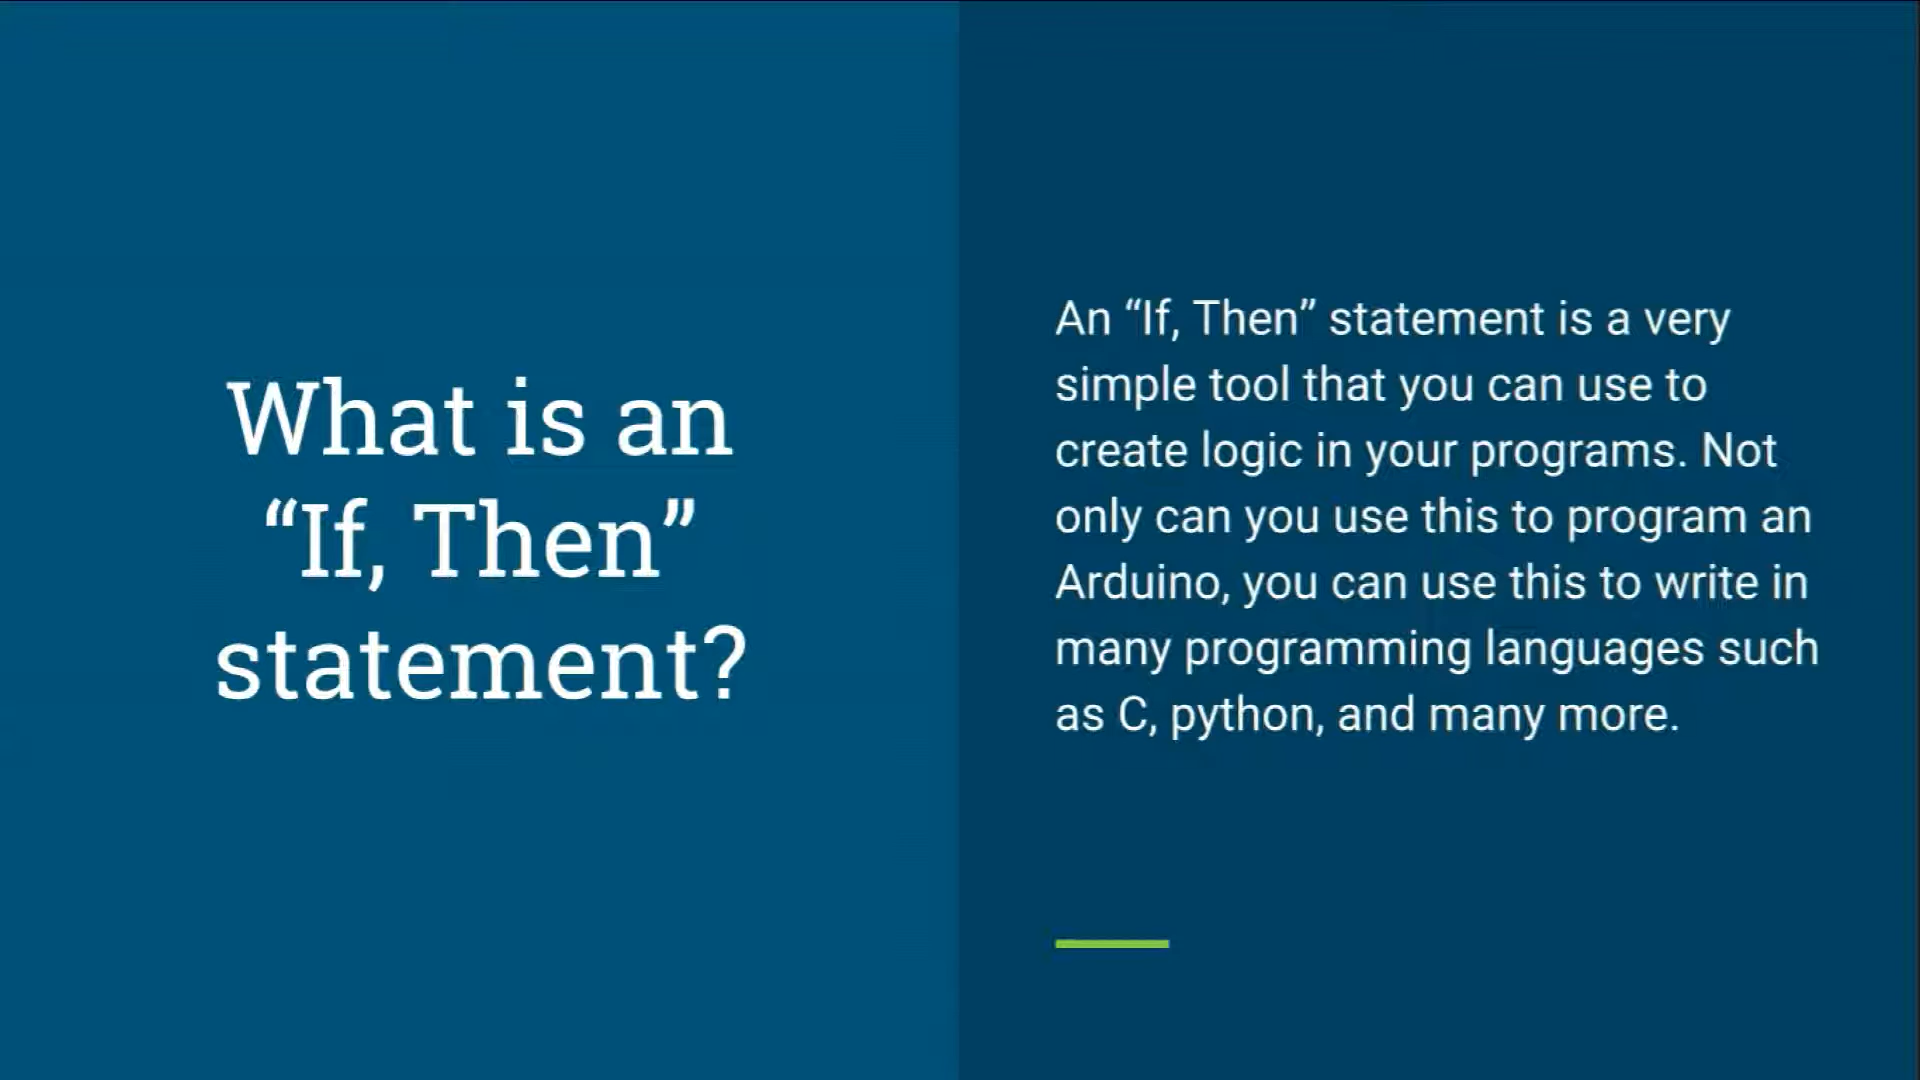 What is an
“If, Then”
statement?
An “If, Then” statement is a very
simple tool that you can use to
create logic in your programs. Not
only can you use this to program an
Arduino, you can use this to write in
many programming languages such
as C, python, and many more.